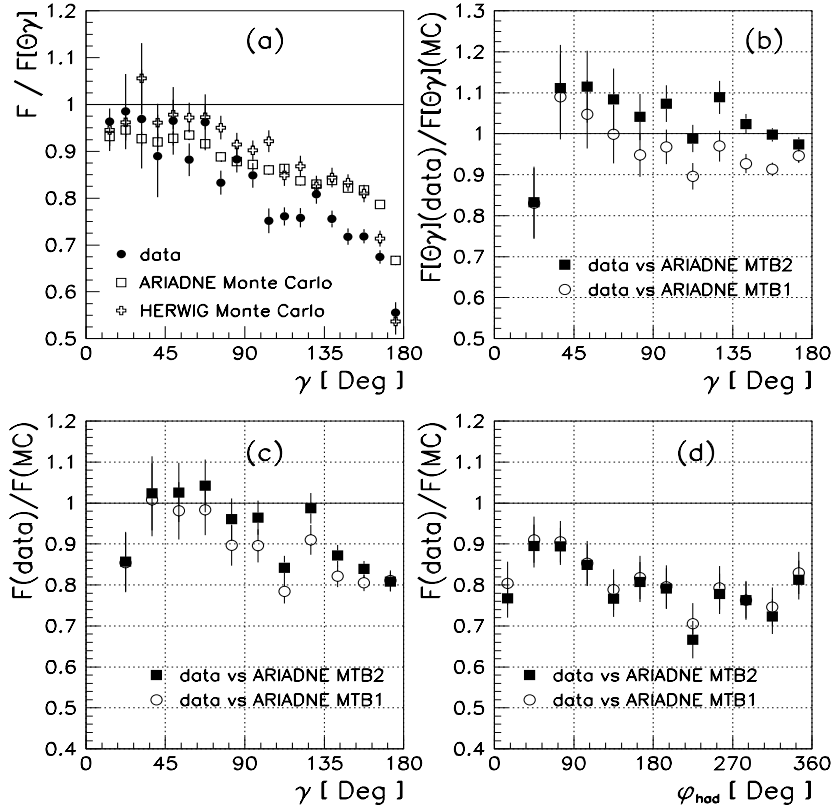 (a)
F / F[Θγ]
1.2
1.1
1
0.9
0.8
0.7
0.6
0.5
data
ARIADNE Monte Carlo
HERWIG Monte Carlo
0 45 90 135 180
γ [ Deg ]
(b)
F[Θγ](data)/F[Θγ](MC)
1.3
1.2
1.1
1
0.9
0.8
0.7
0.6
0.5
data vs ARIADNE MTB2
data vs ARIADNE MTB1
0 45 90 135 180
γ [ Deg ]
(c)
F(data)/F(MC)
1.2
1.1
1
0.9
0.8
0.7
0.6
0.5
0.4
data vs ARIADNE MTB2
data vs ARIADNE MTB1
0 45 90 135 180
γ [ Deg ]
(d)
F(data)/F(MC)
1.2
1.1
1
0.9
0.8
0.7
0.6
0.5
0.4
data vs ARIADNE MTB2
data vs ARIADNE MTB1
0 90 180 270 360
φhad [ Deg ]